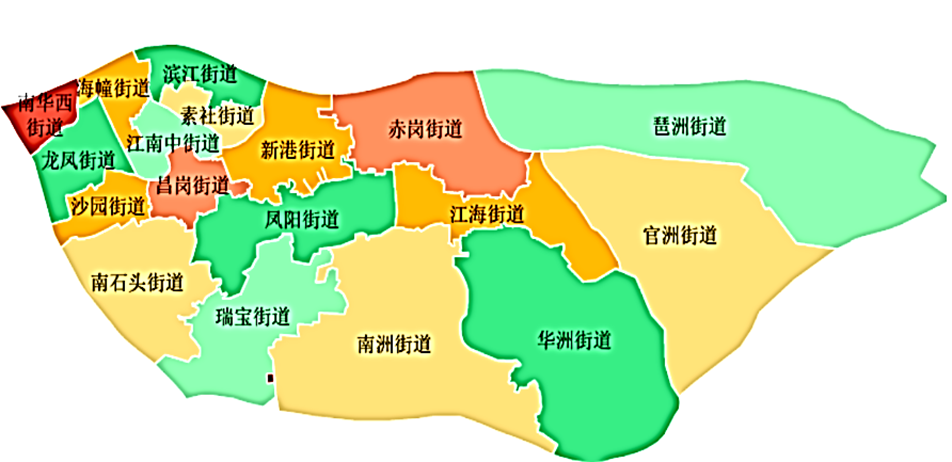 滨江街道
海幢街道
南华西
街道
素社街道
赤岗街道
琶洲街道
江南中街道
新港街道
龙凤街道
昌岗街道
沙园街道
凤阳街道
江海街道
官洲街道
南石头街道
瑞宝街道
南洲街道
华洲街道